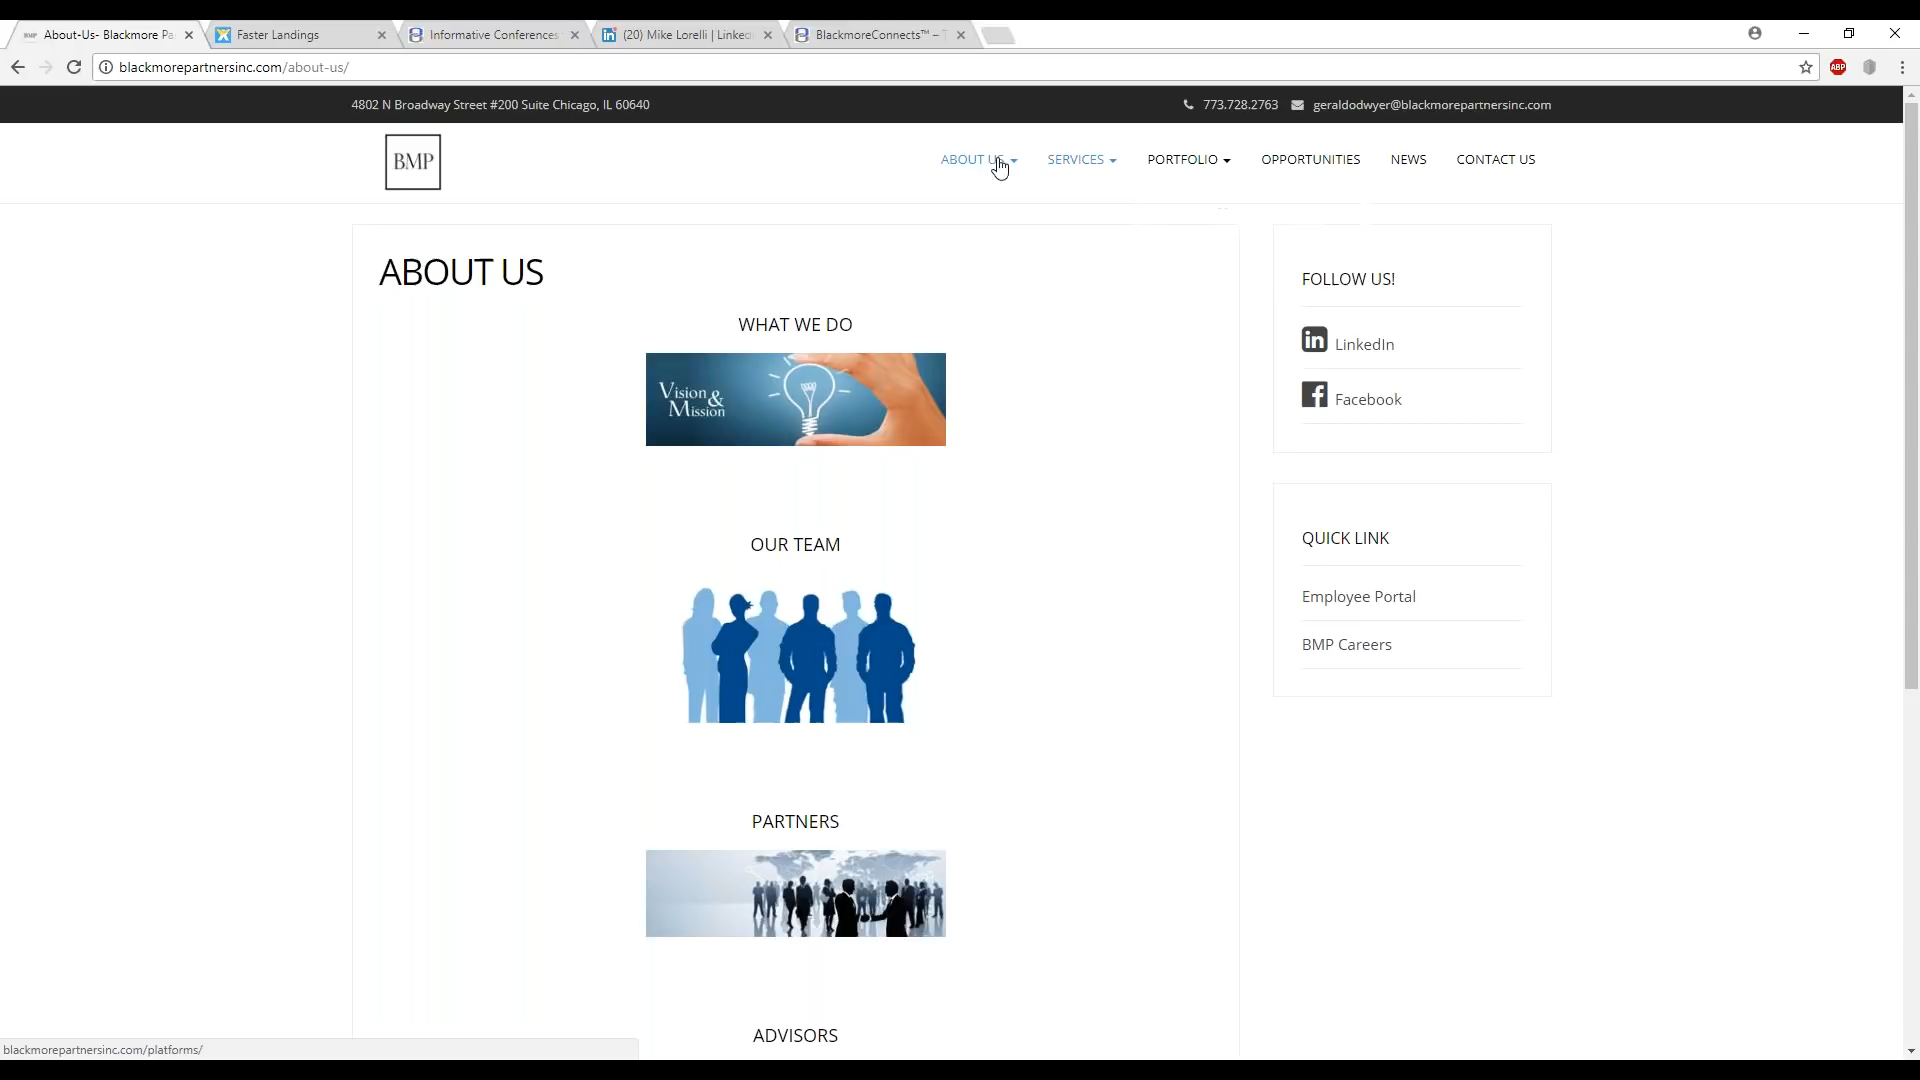 About-Us- Blackmore Pa
Faster Landings
Informative Conferences
(20) Mike Lorelli | Linked
BlackmoreConnects™ – T
blackmorepartnersinc.com/about-us/
ABP
4802 N Broadway Street #200 Suite Chicago, IL 60640
773.728.2763
geraldodwyer@blackmorepartnersinc.com
BMP
ABOUT US
SERVICES
PORTFOLIO
OPPORTUNITIES
NEWS
CONTACT US
ABOUT US
WHAT WE DO
Vision &
Mission
OUR TEAM
PARTNERS
ADVISORS
FOLLOW US!
LinkedIn
Facebook
QUICK LINK
Employee Portal
BMP Careers
blackmorepartnersinc.com/platforms/